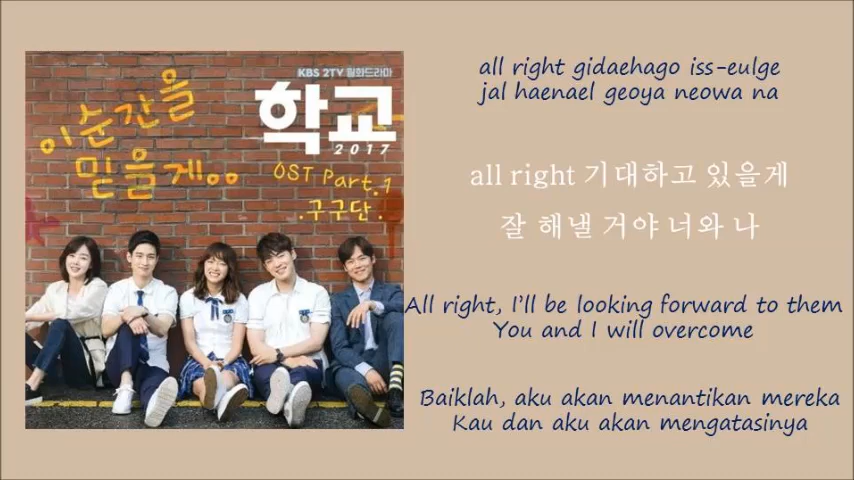 KBS 2TV 월화드라마
학교
2017
이 순간을
믿을게..
OST Part.1
.구구단.
all right gidaehago iss-eulge
jal haenael geoya neowa na
all right 기대하고 있을게
잘 해낼 거야 너와 나
All right, I'll be looking forward to them
You and I will overcome
Baiklah, aku akan menantikan mereka
Kau dan aku akan mengatasinya